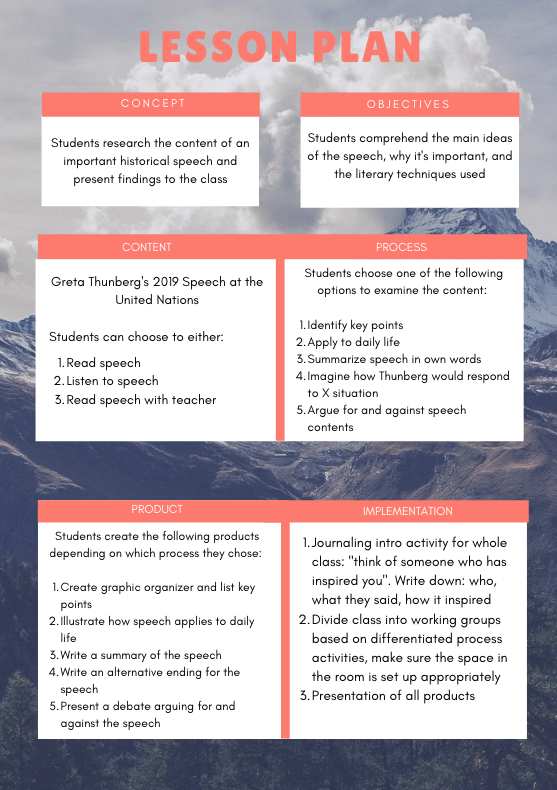 LESSON PLAN
CONCEPT
Students research the content of an
important historical speech and
present findings to the class
OBJECTIVES
Students comprehend the main ideas
of the speech, why it's important, and
the literary techniques used
CONTENT
Greta Thunberg's 2019 Speech at the
United Nations
Students can choose to either:
1. Read speech
2. Listen to speech
3. Read speech with teacher
PROCESS
Students choose one of the following
options to examine the content:
1. Identify key points
2. Apply to daily life
3. Summarize speech in own words
4. Imagine how Thunberg would respond
to X situation
5. Argue for and against speech
contents
PRODUCT
Students create the following products
depending on which process they chose:
1. Create graphic organizer and list key
points
2. Illustrate how speech applies to daily
life
3. Write a summary of the speech
4. Write an alternative ending for the
speech
5. Present a debate arguing for and
against the speech
IMPLEMENTATION
1. Journaling intro activity for whole
class: "think of someone who has
inspired you". Write down: who,
what they said, how it inspired
2. Divide class into working groups
based on differentiated process
activities, make sure the space in
the room is set up appropriately
3. Presentation of all products